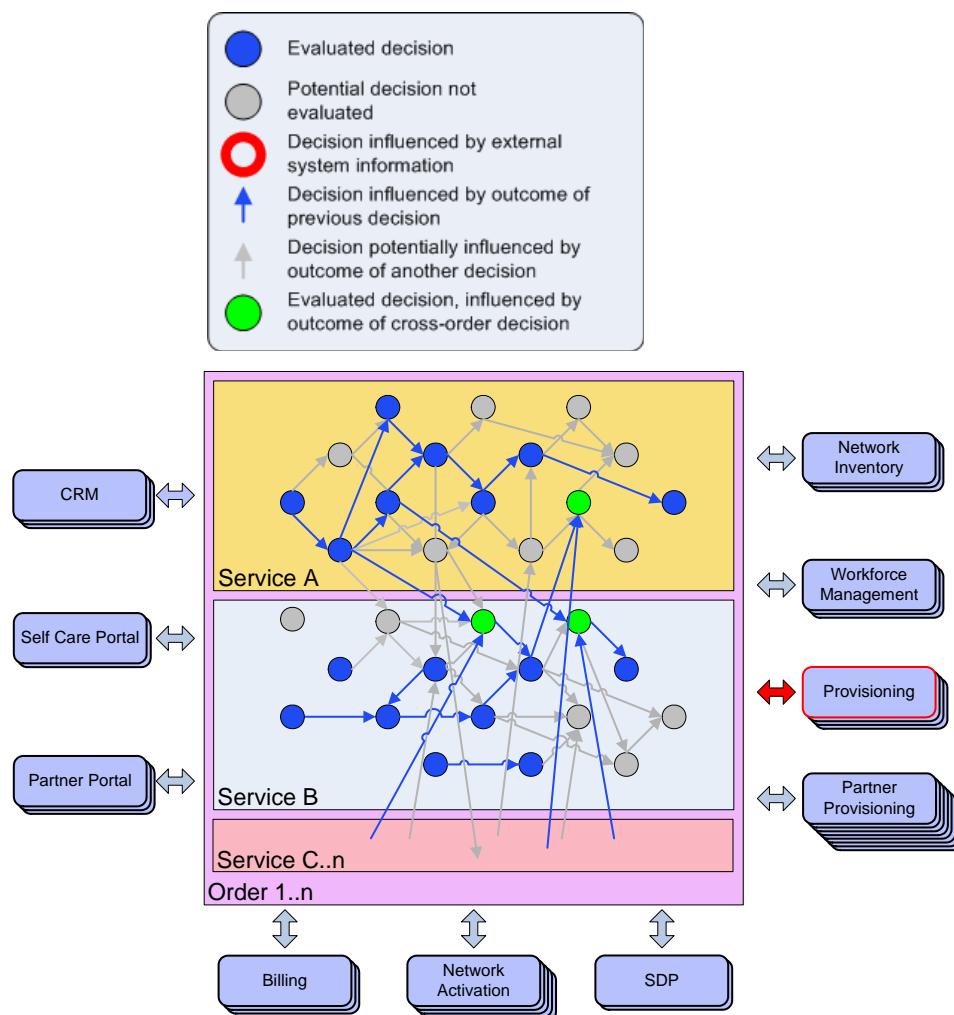 Evaluated decision
Potential decision not
evaluated
Decision influenced by external
system information
Decision influenced by outcome of
previous decision
Decision potentially influenced by
outcome of another decision
Evaluated decision, influenced by
outcome of cross-order decision
Service A
Service B
Service C..n
Order 1..n
CRM
Self Care Portal
Partner Portal
Network
Inventory
Workforce
Management
Provisioning
Partner
Provisioning
Billing
Network
Activation
SDP